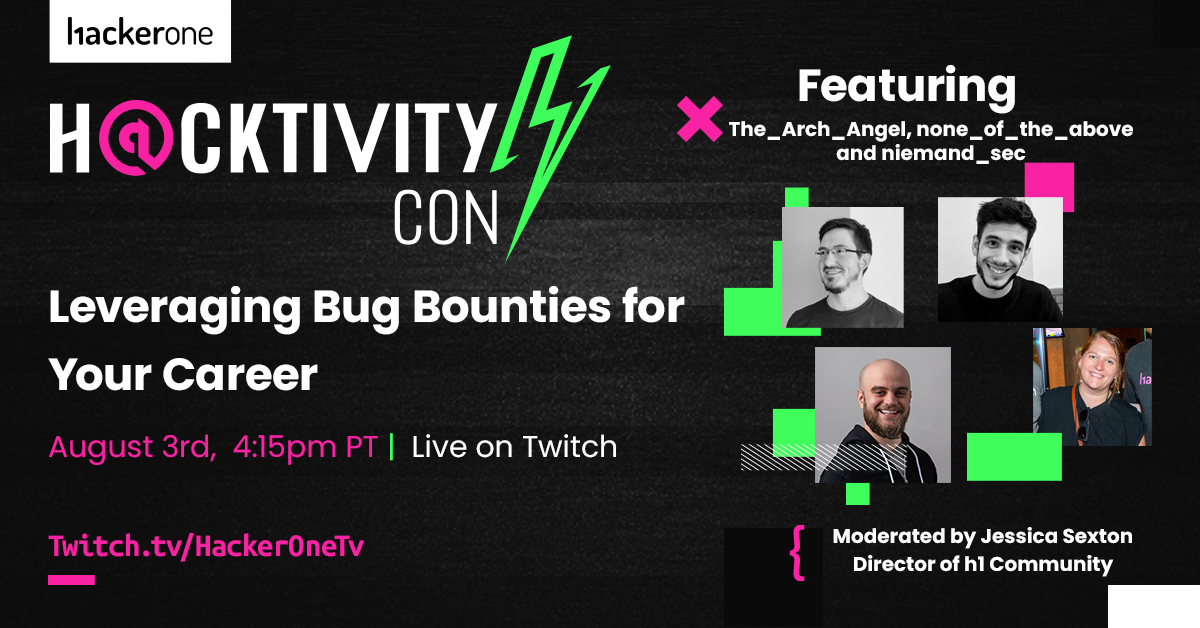 hackerone
H@CKTIVITY
CON
Leveraging Bug Bounties for
Your Career
August 3rd, 4:15pm PT | Live on Twitch
Twitch.tv/HackerOneTv
Featuring
The_Arch_Angel, none_of_the_above
and niemand_sec
Moderated by Jessica Sexton
Director of h1 Community